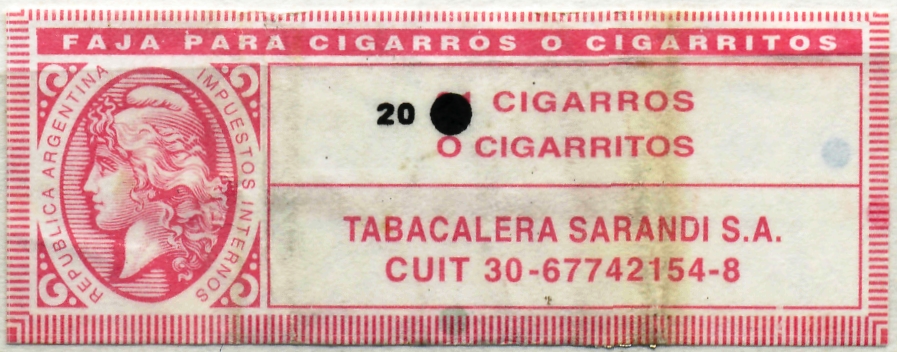 FAJA PARA CIGARROS O CIGARRITOS
REPUBLICA ARGENTINA
IMPUESTOS INTERNOS
20 CIGARROS
O CIGARRITOS
TABACALERA SARANDI S.A.
CUIT 30-67742154-8